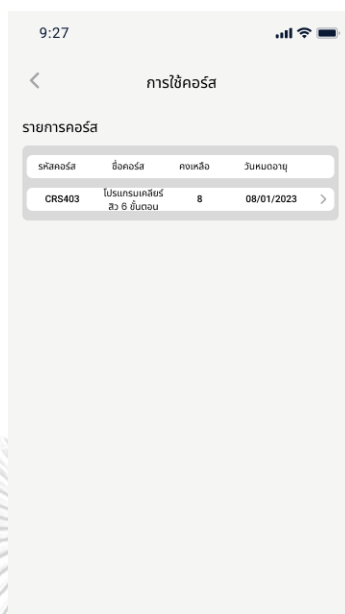 9:27
การใช้คอร์ส
รายการคอร์ส
รหัสคอร์ส ชื่อคอร์ส คงเหลือ วันหมดอายุ
CRS403 โปรแกรมเคลียร์ 8 08/01/2023
สิว 6 ขั้นตอน